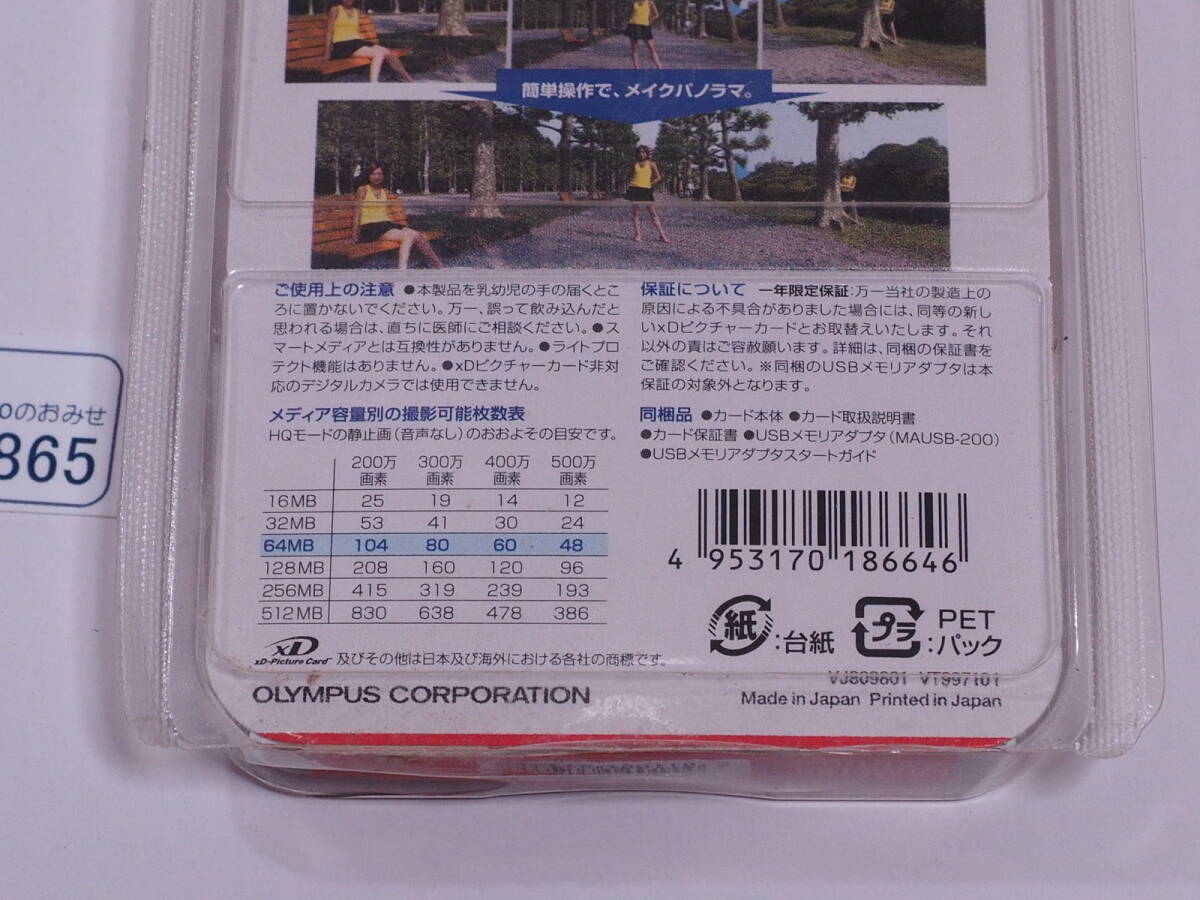 簡単操作で、メイクパノラマ。
ご使用上の注意 ●本製品を乳幼児の手の届くとこ
ろに置かないでください。万一、誤って飲み込んだと
思われる場合は、直ちに医師にご相談ください。●ス
マートメディアとは互換性がありません。●ライトプロ
テクト機能はありません。●xDピクチャーカード非対
応のデジタルカメラでは使用できません。
メディア容量別の撮影可能枚数表
HQモードの静止画(音声なし)のおおよその目安です。
200万画素 300万画素 400万画素 500万画素
16MB 25 19 14 12
32MB 53 41 30 24
64MB 104 80 60 48
128MB 208 160 120 96
256MB 415 319 239 193
512MB 830 638 478 386
xD
xD-Picture Card™ 及びその他は日本及び海外における各社の商標です。
OLYMPUS CORPORATION
保証について 一年限定保証:万一当社の製造上の
原因による不具合がありました場合には、同等の新し
いxDピクチャーカードとお取替えいたします。それ
以外の責はご容赦願います。詳細は、同梱の保証書を
ご確認ください。※同梱のUSBメモリアダプタは本
保証の対象外となります。
同梱品 ●カード本体 ●カード取扱説明書
●カード保証書 ●USBメモリアダプタ(MAUSB-200)
●USBメモリアダプタスタートガイド
4 953170 186646
紙:台紙
プラ:PETパック
VJ809801 VT997101
Made in Japan Printed in Japan
oのおみせ
865